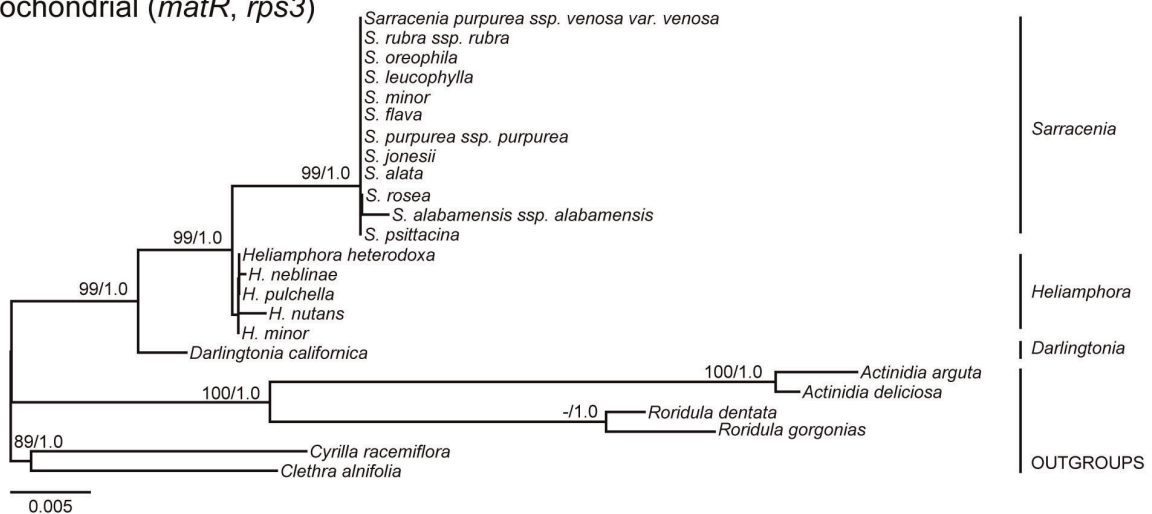 ochondrial (matR, rps3)
Sarracenia purpurea ssp. venosa var. venosa
S. rubra ssp. rubra
S. oreophila
S. leucophylla
S. minor
S. flava
S. purpurea ssp. purpurea
S. jonesii
S. alata
S. rosea
S. alabamensis ssp. alabamensis
S. psittacina
Sarracenia
99/1.0
99/1.0
99/1.0
Heliamphora heterodoxa
H. neblinae
H. pulchella
H. nutans
H. minor
Heliamphora
Darlingtonia californica
Darlingtonia
100/1.0
100/1.0
Actinidia arguta
Actinidia deliciosa
-/1.0
Roridula dentata
Roridula gorgonias
89/1.0
Cyrilla racemiflora
Clethra alnifolia
OUTGROUPS
0.005